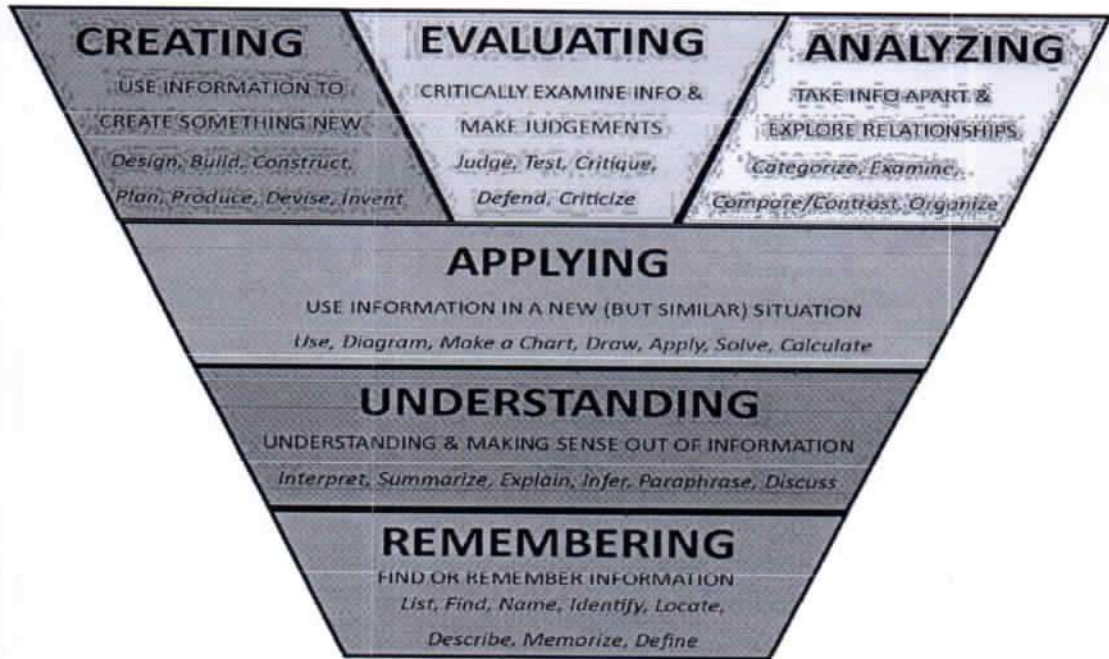 CREATING
USE INFORMATION TO
CREATE SOMETHING NEW
Design, Build, Construct,
Plan, Produce, Devise, Invent
EVALUATING
CRITICALLY EXAMINE INFO &
MAKE JUDGEMENTS
Judge, Test, Critique,
Defend, Criticize
ANALYZING
TAKE INFO APART &
EXPLORE RELATIONSHIPS
Categorize, Examine,
Compare/Contrast, Organize
APPLYING
USE INFORMATION IN A NEW (BUT SIMILAR) SITUATION
Use, Diagram, Make a Chart, Draw, Apply, Solve, Calculate
UNDERSTANDING
UNDERSTANDING & MAKING SENSE OUT OF INFORMATION
Interpret, Summarize, Explain, Infer, Paraphrase, Discuss
REMEMBERING
FIND OR REMEMBER INFORMATION
List, Find, Name, Identify, Locate,
Describe, Memorize, Define